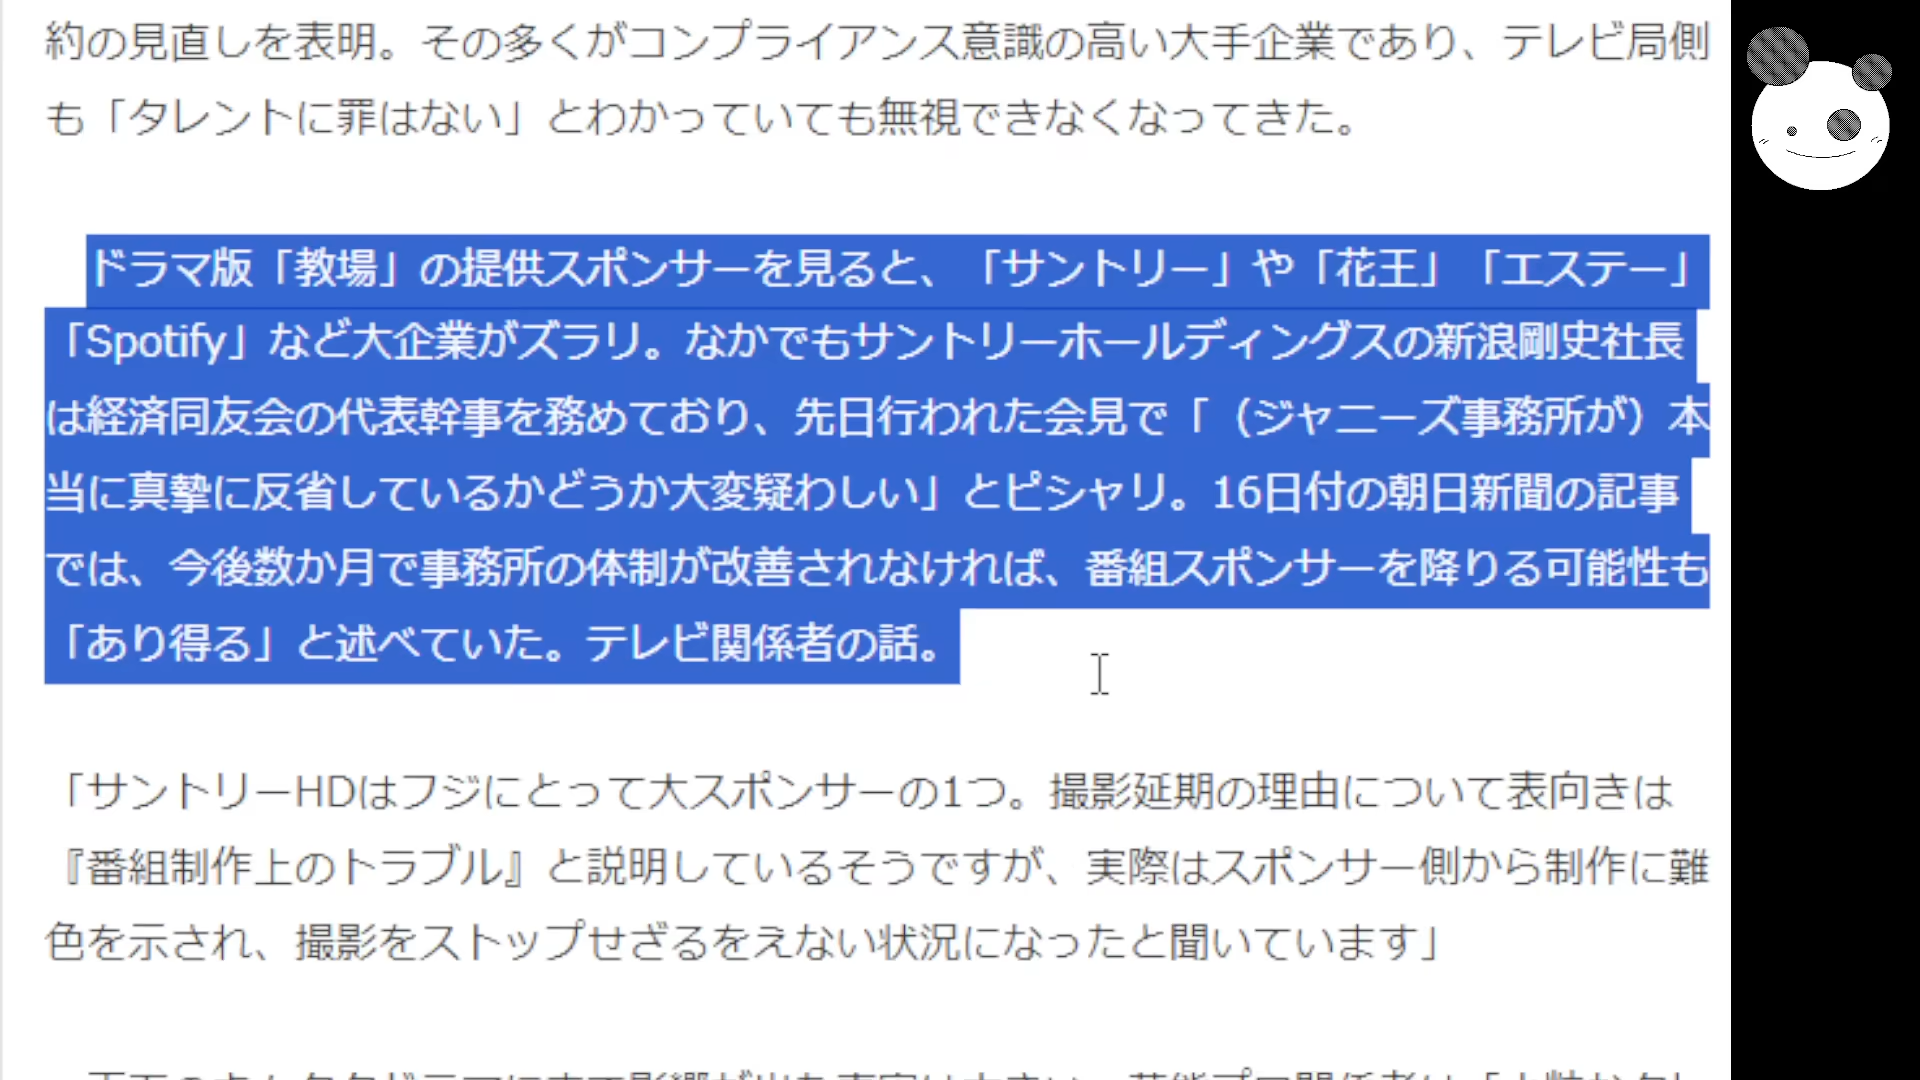 約の見直しを表明。その多くがコンプライアンス意識の高い大手企業であり、テレビ局側
も「タレントに罪はない」とわかっていても無視できなくなってきた。
ドラマ版「教場」の提供スポンサーを見ると、「サントリー」や「花王」「エステー」
「Spotify」など大企業がズラリ。なかでもサントリーホールディングスの新浪剛史社長
は経済同友会の代表幹事を務めており、先日行われた会見で「（ジャニーズ事務所が）本
当に真摯に反省しているかどうか大変疑わしい」とピシャリ。16日付の朝日新聞の記事
では、今後数か月で事務所の体制が改善されなければ、番組スポンサーを降りる可能性も
「あり得る」と述べていた。テレビ関係者の話。
「サントリーHDはフジにとって大スポンサーの1つ。撮影延期の理由について表向きは
『番組制作上のトラブル』と説明しているそうですが、実際はスポンサー側から制作に難
色を示され、撮影をストップせざるをえない状況になったと聞いています」